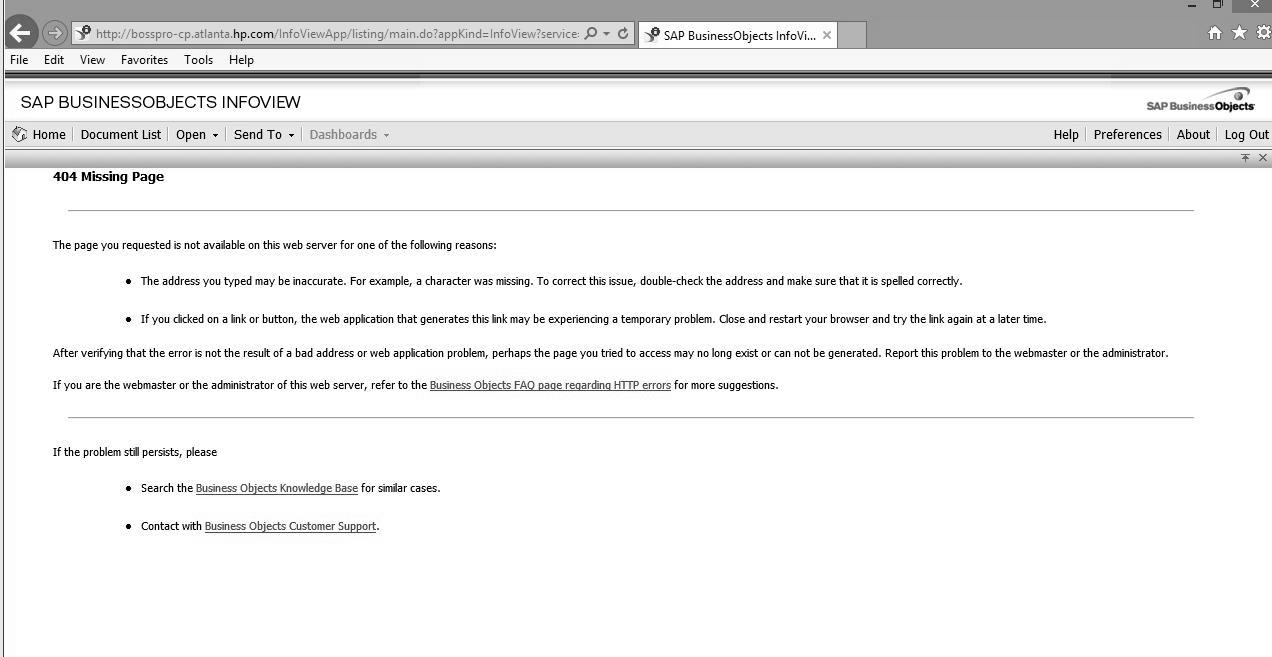 http://bosspro-cp.atlanta.hp.com/InfoViewApp/listing/main.do?appKind=InfoView?service:
SAP BusinessObjects InfoVi...
File Edit View Favorites Tools Help
SAP BUSINESSOBJECTS INFOVIEW
SAP BusinessObjects
Home Document List Open Send To Dashboards Help Preferences About Log Out
404 Missing Page
The page you requested is not available on this web server for one of the following reasons:
• The address you typed may be inaccurate. For example, a character was missing. To correct this issue, double-check the address and make sure that it is spelled correctly.
• If you clicked on a link or button, the web application that generates this link may be experiencing a temporary problem. Close and restart your browser and try the link again at a later time.
After verifying that the error is not the result of a bad address or web application problem, perhaps the page you tried to access may no long exist or can not be generated. Report this problem to the webmaster or the administrator.
If you are the webmaster or the administrator of this web server, refer to the Business Objects FAQ page regarding HTTP errors for more suggestions.
If the problem still persists, please
• Search the Business Objects Knowledge Base for similar cases.
• Contact with Business Objects Customer Support.